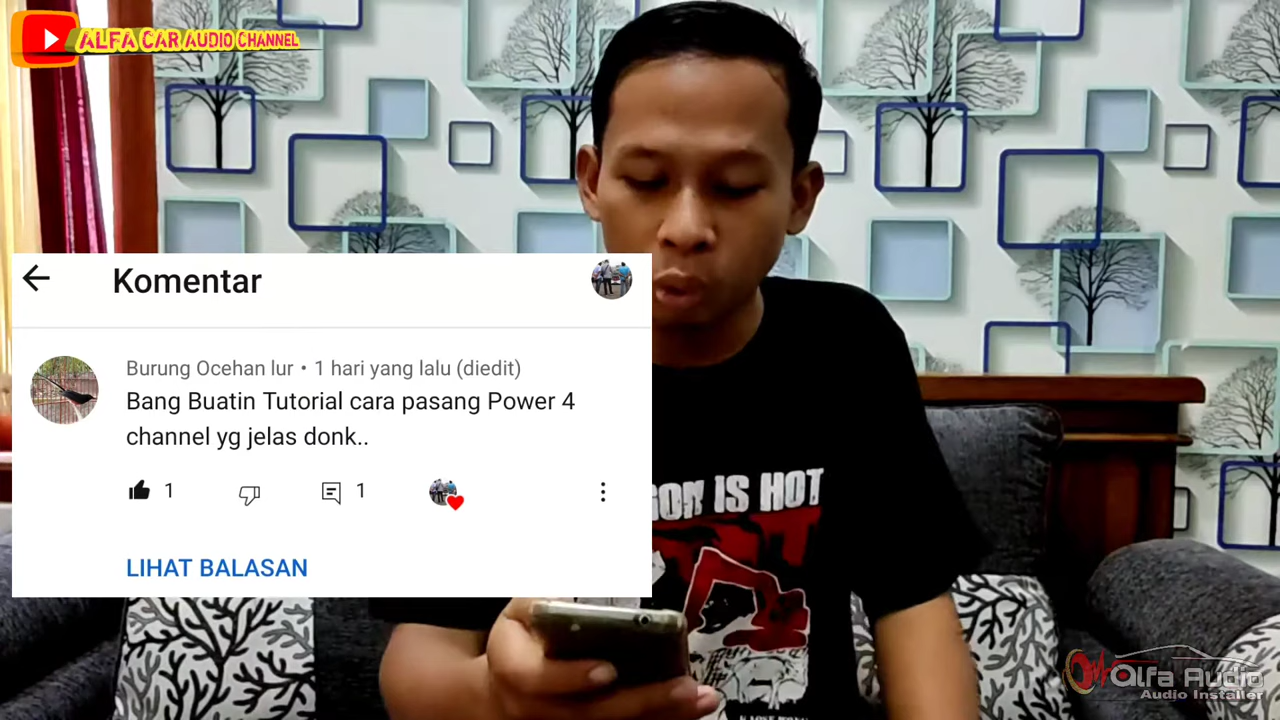 ALFA CAR AUDIO CHANNEL
Komentar
Burung Ocehan lur • 1 hari yang lalu (diedit)
Bang Buatin Tutorial cara pasang Power 4
channel yg jelas donk..
1
1
LIHAT BALASAN
IS HOT
Alfa Audio
Audio Installer